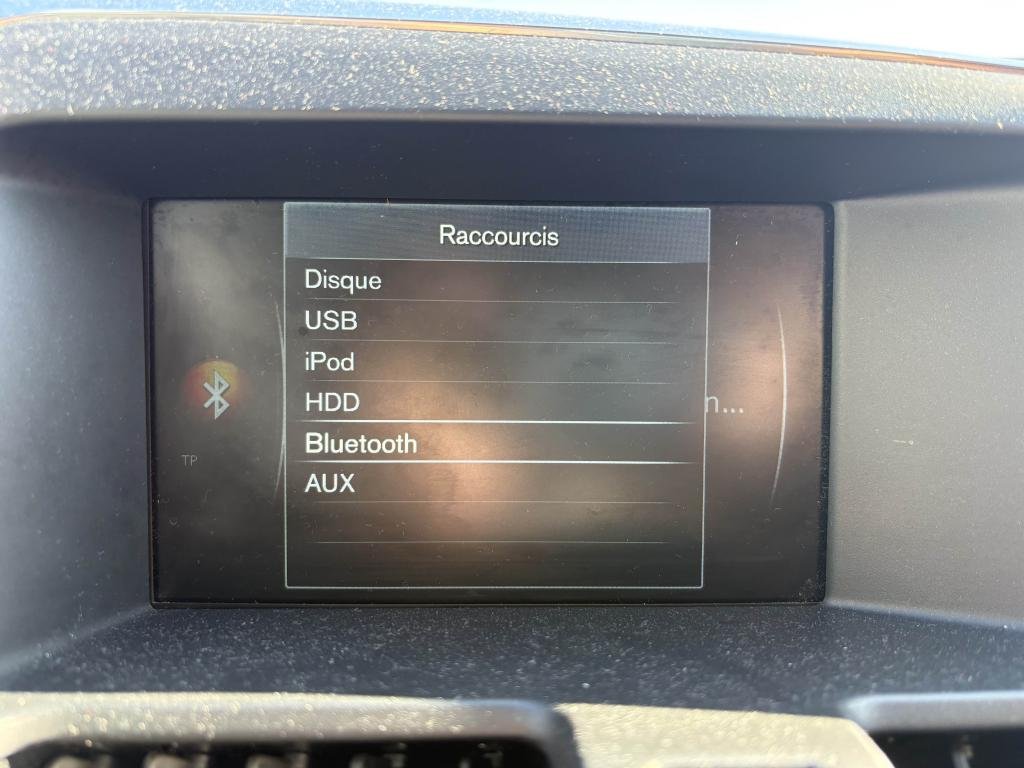 Raccourcis
Disque
USB
iPod
HDD
n...
Bluetooth
TP
AUX